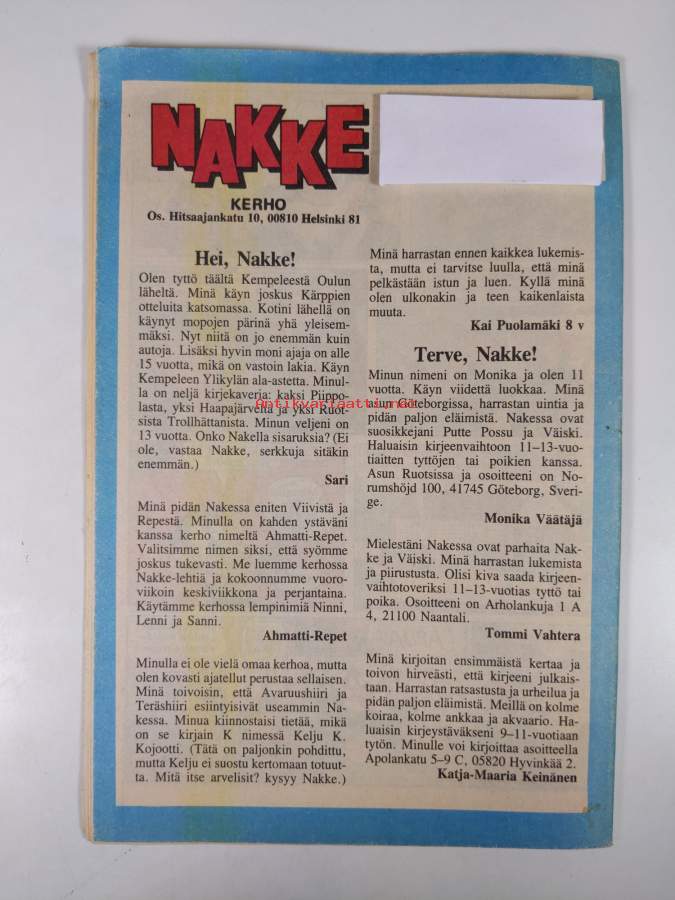 NAKKE
KERHO
Os. Hitsaajankatu 10, 00810 Helsinki 81
Hei, Nakke!
Olen tyttö täältä Kempeleestä Oulun
läheltä. Minä käyn joskus Kärppien
otteluita katsomassa. Kotini lähellä on
käynyt mopojen pärinä yhä yleisem-
mäksi. Nyt niitä on jo enemmän kuin
autoja. Lisäksi hyvin moni ajaja on alle
15 vuotta, mikä on vastoin lakia. Käyn
Kempeleen Ylikylän ala-astetta. Minul-
la on neljä kirjekaveria: kaksi Piippo-
lasta, yksi Haapajärveltä ja yksi Ruot-
sista Trollhättanista. Minun veljeni on
13 vuotta. Onko Nakella sisaruksia? (Ei
ole, vastaa Nakke, serkkuja sitäkin
enemmän.)
Sari
Minä pidän Nakessa eniten Viivistä ja
Repestä. Minulla on kahden ystäväni
kanssa kerho nimeltä Ahmatti-Repet.
Valitsimme nimen siksi, että syömme
joskus tukevasti. Me luemme kerhossa
Nakke-lehtiä ja kokoonnumme vuoro-
viikoin keskiviikkona ja perjantaina.
Käytämme kerhossa lempinimiä Ninni,
Lenni ja Sanni.
Ahmatti-Repet
Minulla ei ole vielä omaa kerhoa, mutta
olen kovasti ajatellut perustaa sellaisen.
Minä toivoisin, että Avaruushiiri ja
Teräshiiri esiintyisivät useammin Na-
kessa. Minua kiinnostaisi tietää, mikä
on se kirjain K nimessä Kelju K.
Kojootti. (Tätä on paljonkin pohdittu,
mutta Kelju ei suostu kertomaan totuut-
ta. Mitä itse arvelisit? kysyy Nakke.)
Minä harrastan ennen kaikkea lukemis-
ta, mutta ei tarvitse luulla, että minä
pelkästään istun ja luen. Kyllä minä
olen ulkonakin ja teen kaikenlaista
muuta.
Kai Puolamäki 8 v
Terve, Nakke!
Minun nimeni on Monika ja olen 11
vuotta. Käyn viidettä luokkaa. Minä
asun Göteborgissa, harrastan uintia ja
pidän paljon eläimistä. Nakessa ovat
suosikkejani Putte Possu ja Väiski.
Haluaisin kirjeenvaihtoon 11–13-vuo-
tiaitten tyttöjen tai poikien kanssa.
Asun Ruotsissa ja osoitteeni on No-
rumshöjd 100, 41745 Göteborg, Sveri-
ge.
Monika Väätäjä
Mielestäni Nakessa ovat parhaita Nak-
ke ja Väiski. Minä harrastan lukemista
ja piirustusta. Olisi kiva saada kirjeen-
vaihtotoveriksi 11–13-vuotias tyttö tai
poika. Osoitteeni on Arholankuja 1 A
4, 21100 Naantali.
Tommi Vahtera
Minä kirjoitan ensimmäistä kertaa ja
toivon hirveästi, että kirjeeni julkais-
taan. Harrastan ratsastusta ja urheilua ja
pidän paljon eläimistä. Meillä on kolme
koiraa, kolme ankkaa ja akvaario. Ha-
luaisin kirjeystäväkseni 9–11-vuotiaan
tytön. Minulle voi kirjoittaa asoitteella
Apolankatu 5–9 C, 05820 Hyvinkää 2.
Katja-Maaria Keinänen
Antikvariaatti.net